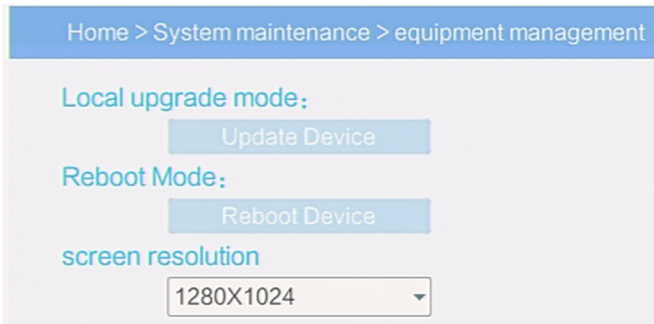 Home > System maintenance > equipment management
Local upgrade mode：
Update Device
Reboot Mode：
Reboot Device
screen resolution
1280X1024